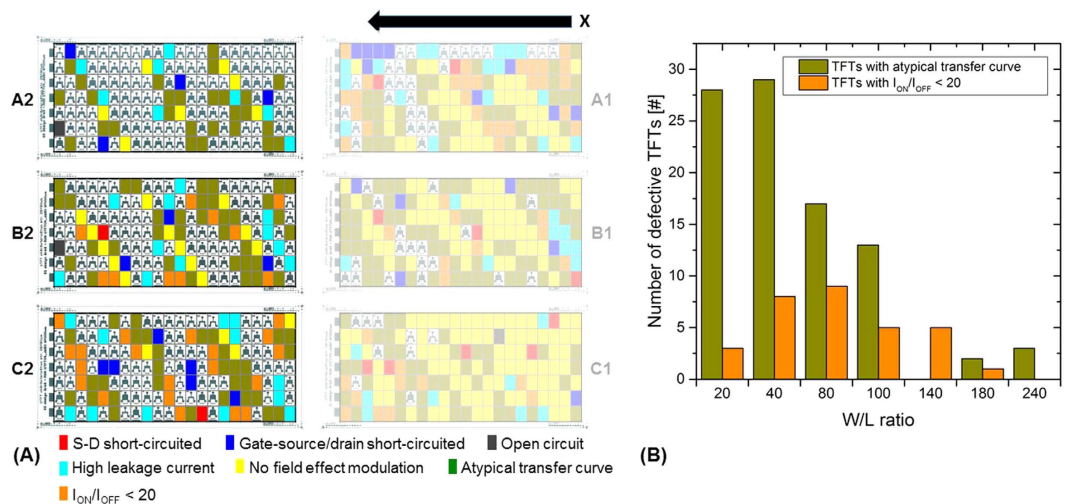 X
A2
A1
B2
B1
C2
C1
S-D short-circuited
Gate-source/drain short-circuited
Open circuit
High leakage current
No field effect modulation
Atypical transfer curve
I_ON/I_OFF < 20
(A)
TFTs with atypical transfer curve
TFTs with I_ON/I_OFF < 20
Number of defective TFTs [#]
30
25
20
15
10
5
0
20 40 80 100 140 180 240
W/L ratio
(B)